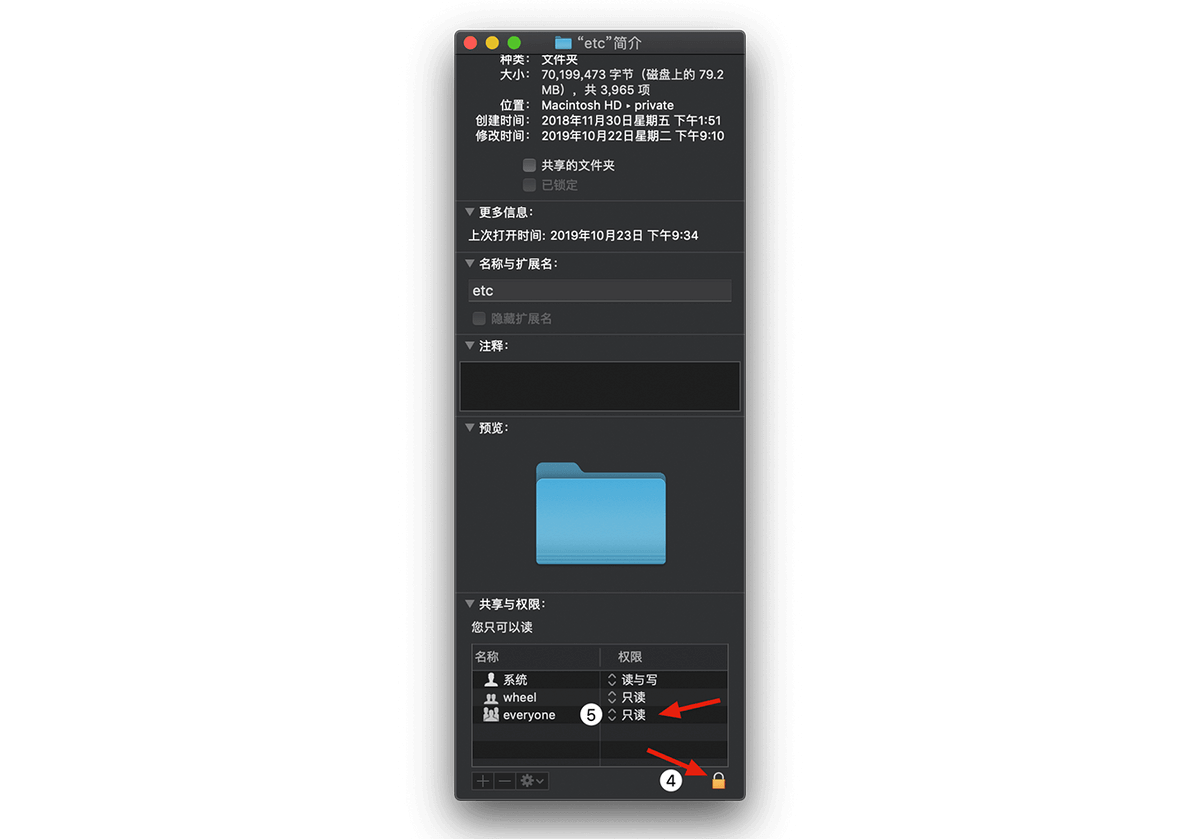 “etc”简介
种类： 文件夹
大小： 70,199,473 字节（磁盘上的 79.2
MB），共 3,965 项
位置： Macintosh HD ▸ private
创建时间： 2018年11月30日星期五 下午1:51
修改时间： 2019年10月22日星期二 下午9:10
共享的文件夹
已锁定
更多信息：
上次打开时间: 2019年10月23日 下午9:34
名称与扩展名：
etc
隐藏扩展名
注释：
预览：
共享与权限：
您只可以读
名称 权限
系统 读与写
wheel 只读
everyone 5 只读
4